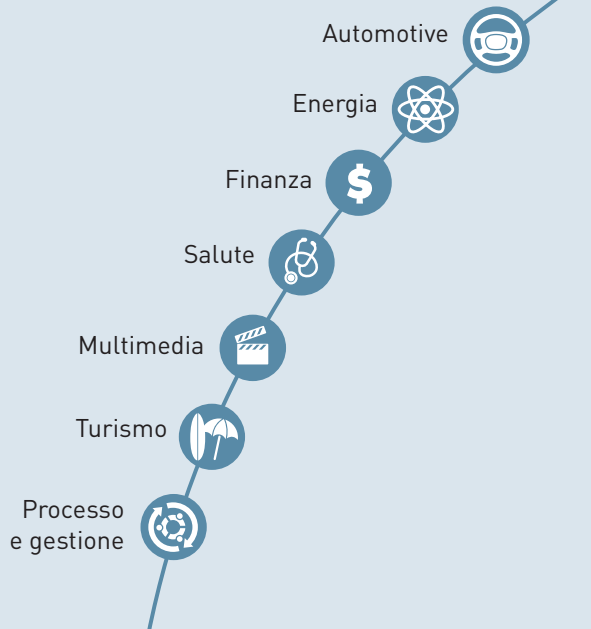 Automotive
Energia
Finanza
Salute
Multimedia
Turismo
Processo
e gestione